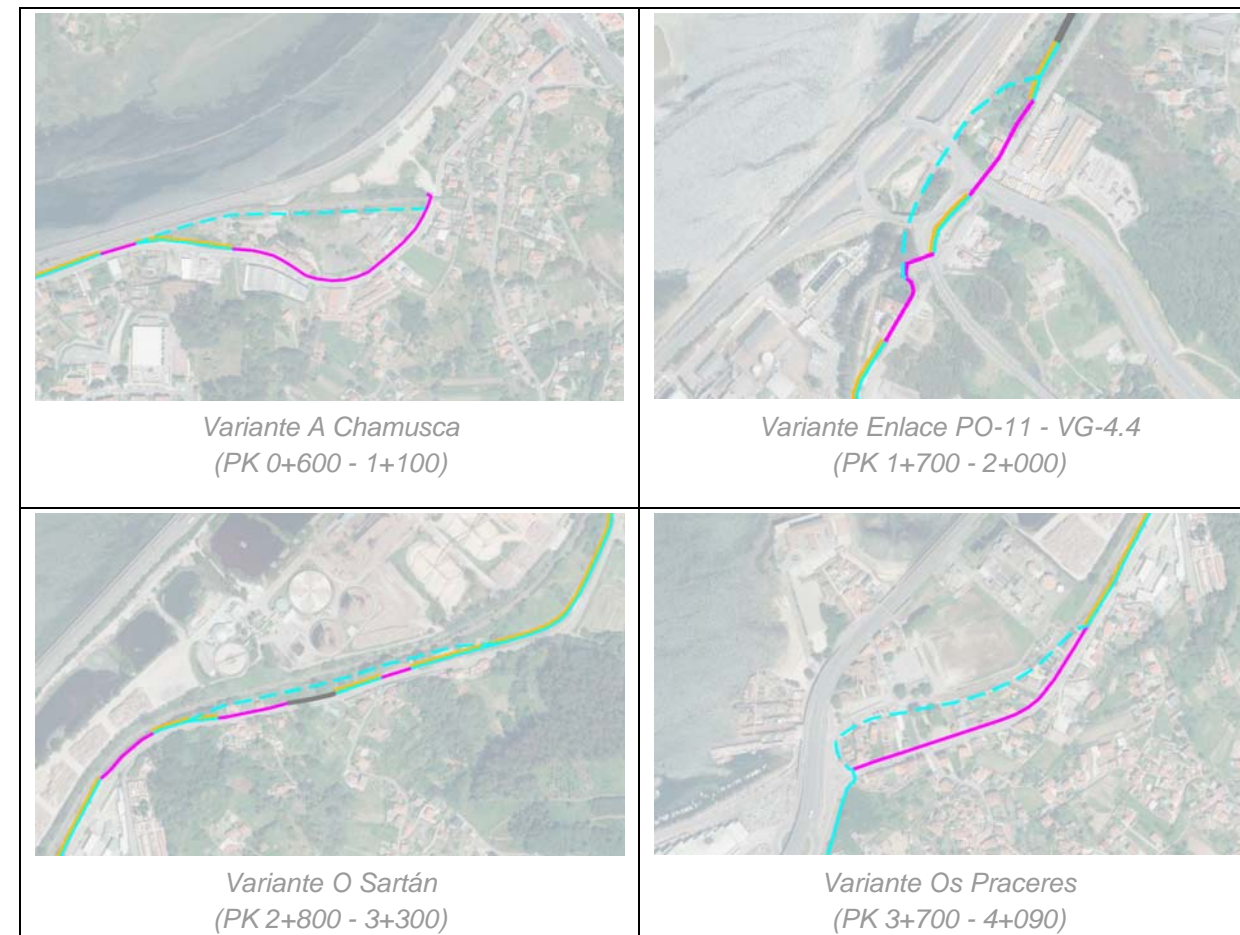 Variante A Chamusca
(PK 0+600 - 1+100)
Variante Enlace PO-11 - VG-4.4
(PK 1+700 - 2+000)
Variante O Sartán
(PK 2+800 - 3+300)
Variante Os Praceres
(PK 3+700 - 4+090)